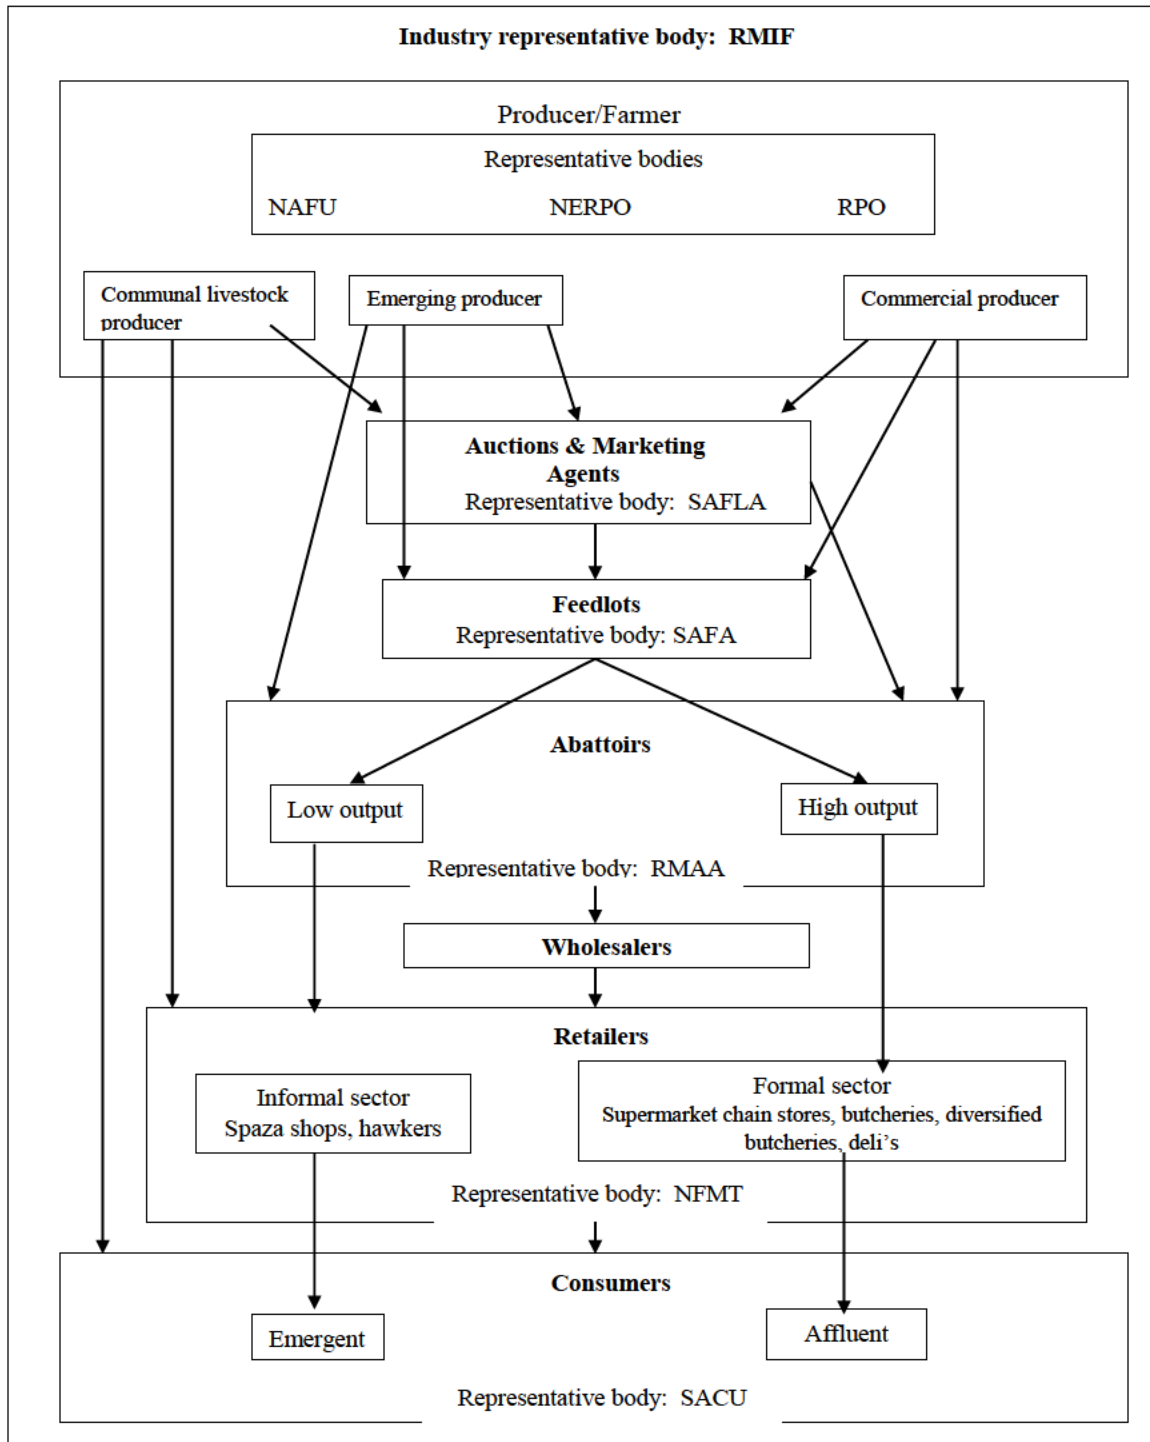 Industry representative body: RMIF
Producer/Farmer
Representative bodies
NAFU NERPO RPO
Communal livestock
producer
Emerging producer
Commercial producer
Auctions & Marketing
Agents
Representative body: SAFLA
Feedlots
Representative body: SAFA
Abattoirs
Low output
High output
Representative body: RMAA
Wholesalers
Retailers
Informal sector
Spaza shops, hawkers
Formal sector
Supermarket chain stores, butcheries, diversified
butcheries, deli's
Representative body: NFMT
Consumers
Emergent
Affluent
Representative body: SACU